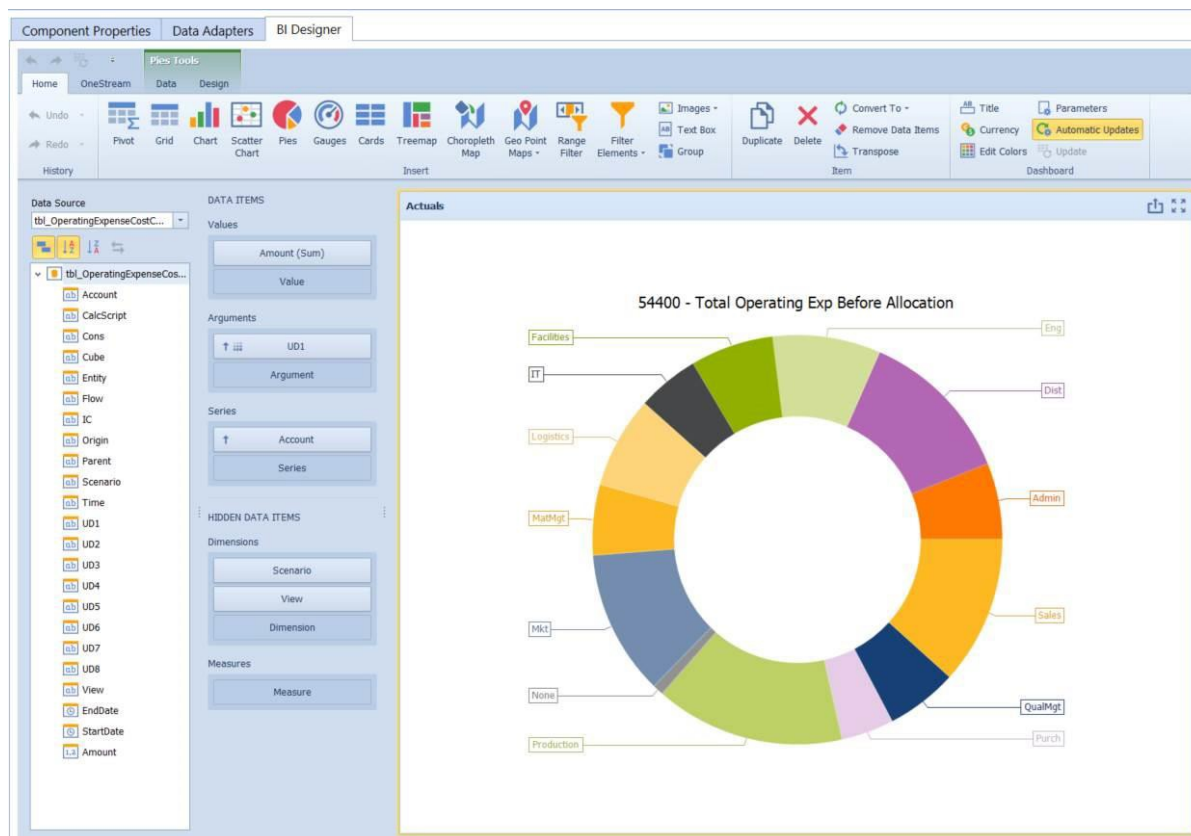 Component Properties Data Adapters BI Designer
Pies Tools
Home OneStream Data Design
Undo
Redo
History
Pivot Grid Chart Scatter Chart Pies Gauges Cards Treemap Choropleth Map Geo Point Maps Range Filter Filter Elements
Images
Text Box
Group
Insert
Duplicate Delete
Convert To
Remove Data Items
Transpose
Item
Title Parameters
Currency Automatic Updates
Edit Colors Update
Dashboard
Data Source
tbl_OperatingExpenseCostC...
tbl_OperatingExpenseCos...
Account
CalcScript
Cons
Cube
Entity
Flow
IC
Origin
Parent
Scenario
Time
UD1
UD2
UD3
UD4
UD5
UD6
UD7
UD8
View
EndDate
StartDate
Amount
DATA ITEMS
Values
Amount (Sum)
Value
Arguments
UD1
Argument
Series
Account
Series
HIDDEN DATA ITEMS
Dimensions
Scenario
View
Dimension
Measures
Measure
Actuals
54400 - Total Operating Exp Before Allocation
Facilities
Eng
IT
Dist
Logistics
Admin
MatMgt
Sales
Mkt
None
QualMgt
Production
Purch